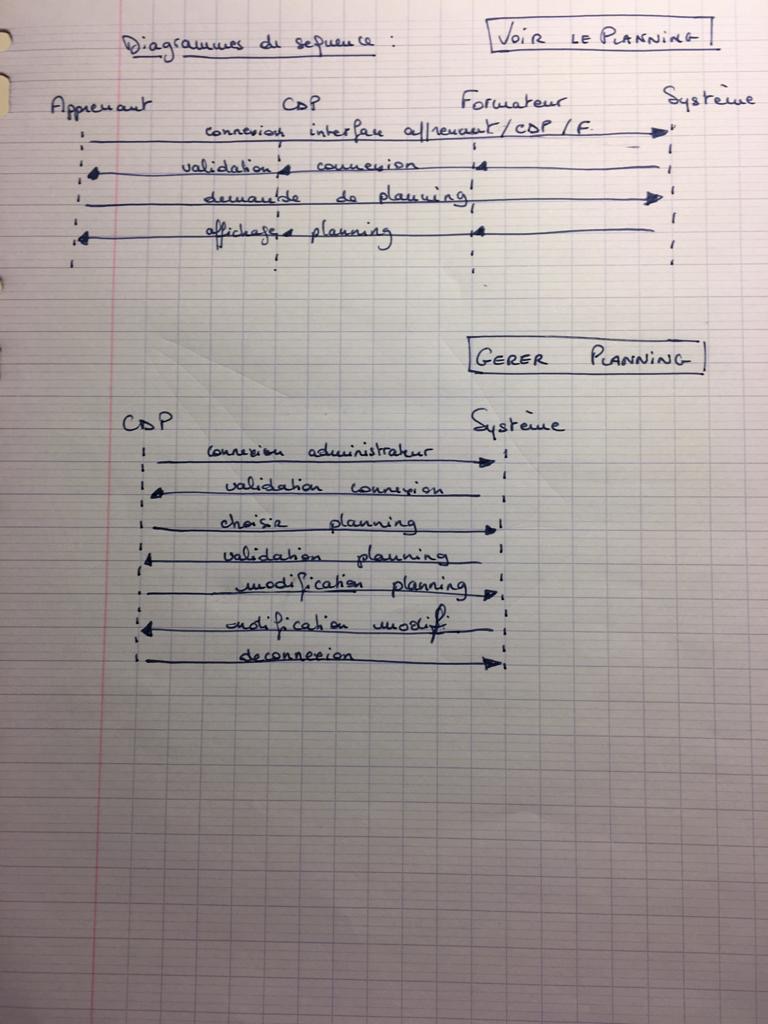 Diagrammes de sequence : VOIR LE PLANNING
Apprenant CDP Formateur Système
connexion interface apprenant/CDP/F.
validation connexion
demande de planning
affichage planning
GERER PLANNING
CDP Système
connexion administrateur
validation connexion
choisir planning
validation planning
modification planning
notification modif
deconnexion